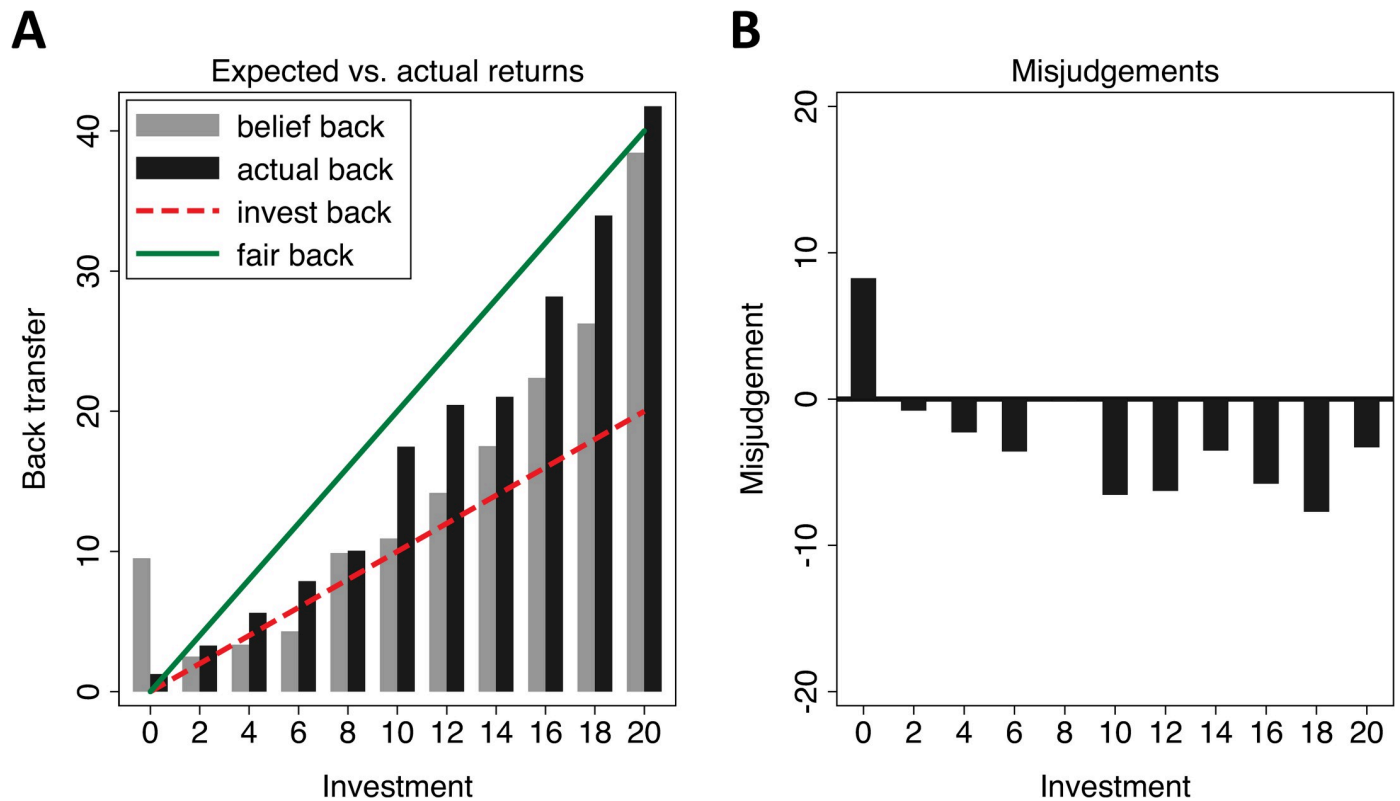 A
Expected vs. actual returns
belief back
actual back
invest back
fair back
Back transfer
40
30
20
10
0
0 2 4 6 8 10 12 14 16 18 20
Investment
B
Misjudgements
Misjudgement
20
10
0
-10
-20
0 2 4 6 8 10 12 14 16 18 20
Investment